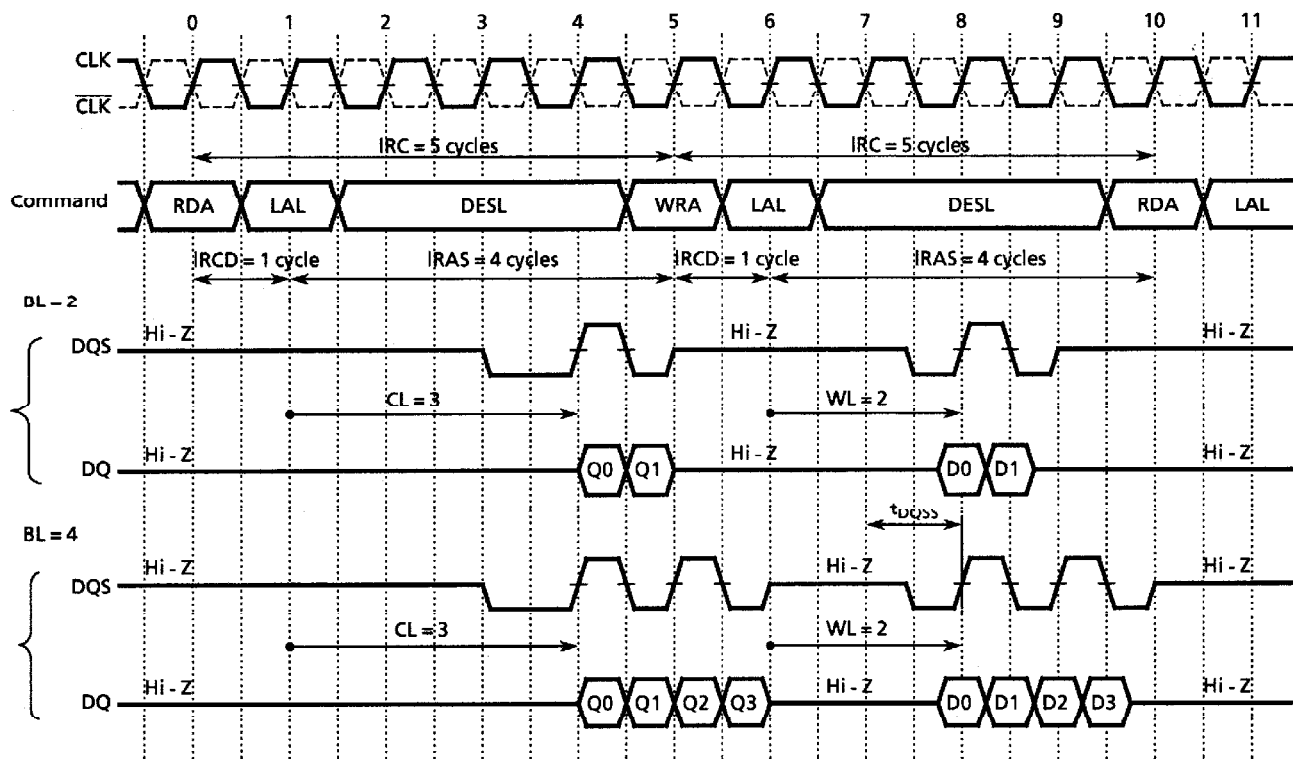 0 1 2 3 4 5 6 7 8 9 10 11
CLK
CLK
IRC = 5 cycles IRC = 5 cycles
Command RDA LAL DESL WRA LAL DESL RDA LAL
IRCD = 1 cycle IRAS = 4 cycles IRCD = 1 cycle IRAS = 4 cycles
BL = 2
Hi - Z Hi - Z Hi - Z
DQS
CL = 3 WL = 2
Hi - Z Hi - Z Hi - Z
DQ Q0 Q1 D0 D1
tDQSS
BL = 4
Hi - Z Hi - Z Hi - Z
DQS
CL = 3 WL = 2
Hi - Z Hi - Z Hi - Z
DQ Q0 Q1 Q2 Q3 D0 D1 D2 D3